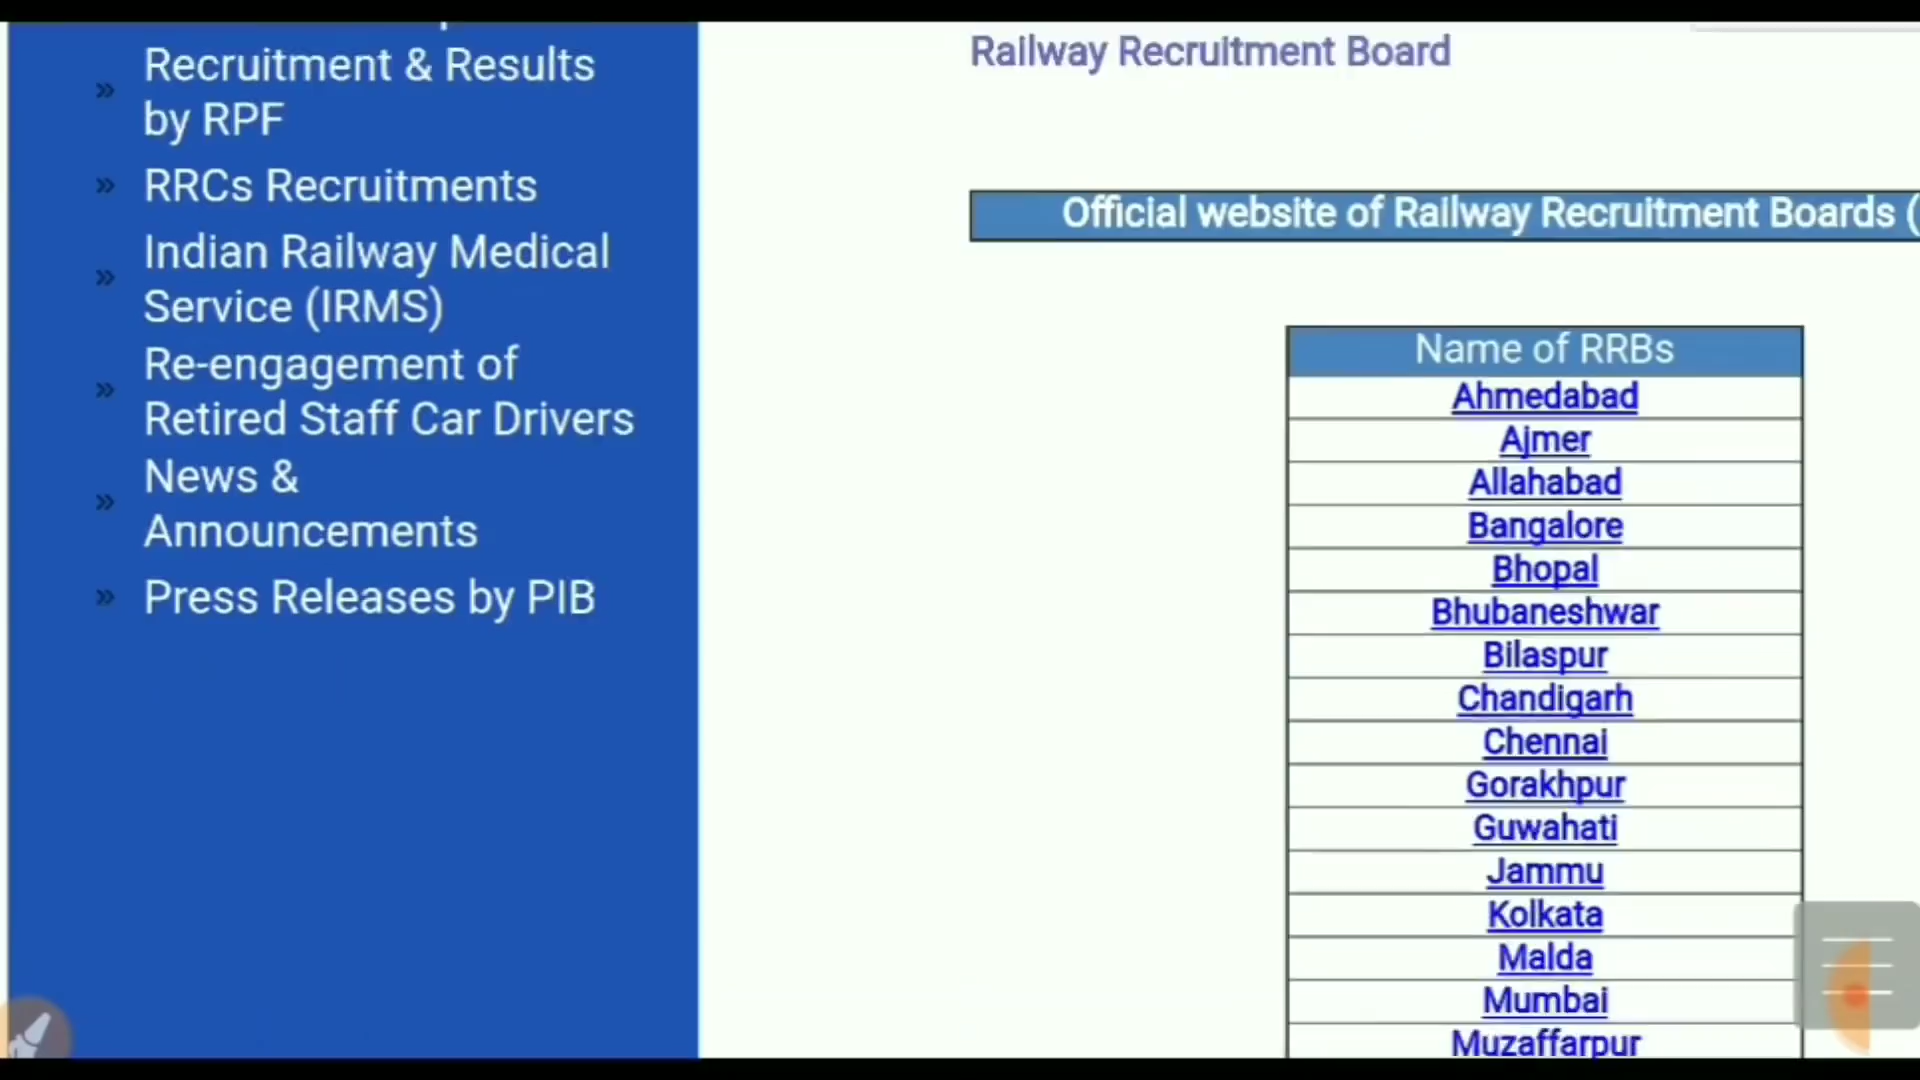 Recruitment & Results
by RPF
RRCs Recruitments
Indian Railway Medical
Service (IRMS)
Re-engagement of
Retired Staff Car Drivers
News &
Announcements
Press Releases by PIB
Railway Recruitment Board
Official website of Railway Recruitment Boards (
Name of RRBs
Ahmedabad
Ajmer
Allahabad
Bangalore
Bhopal
Bhubaneshwar
Bilaspur
Chandigarh
Chennai
Gorakhpur
Guwahati
Jammu
Kolkata
Malda
Mumbai
Muzaffarpur